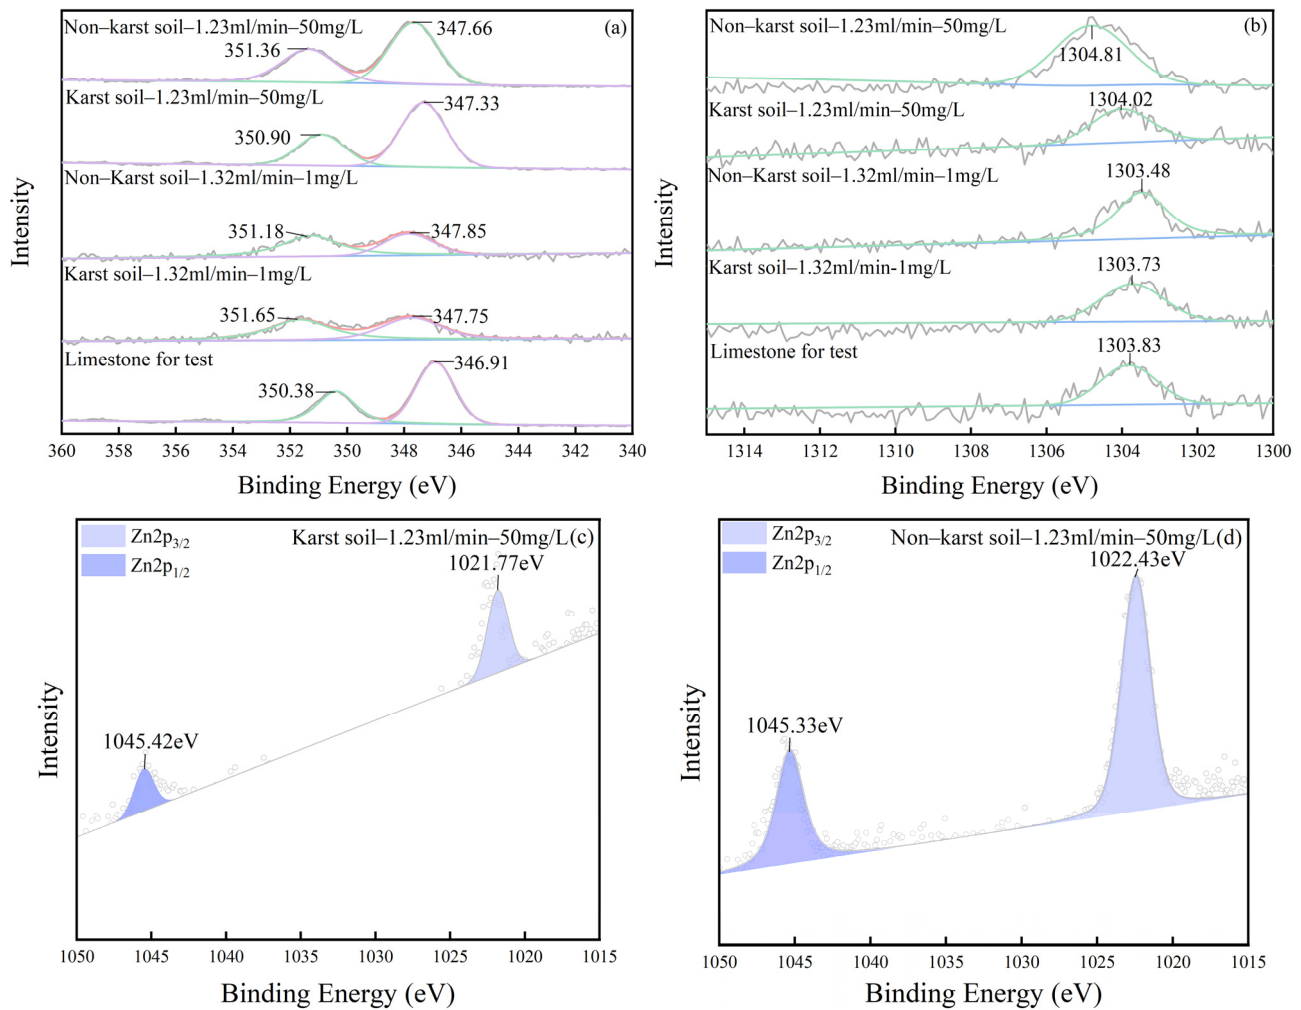 Non–karst soil–1.23ml/min–50mg/L
(a)
351.36
347.66
Karst soil–1.23ml/min–50mg/L
350.90
347.33
Non–Karst soil–1.32ml/min–1mg/L
351.18
347.85
Karst soil–1.32ml/min–1mg/L
351.65
347.75
Limestone for test
350.38
346.91
Intensity
360 358 356 354 352 350 348 346 344 342 340
Binding Energy (eV)
Non–karst soil–1.23ml/min–50mg/L
(b)
1304.81
Karst soil–1.23ml/min–50mg/L
1304.02
Non–Karst soil–1.32ml/min–1mg/L
1303.48
Karst soil–1.32ml/min-1mg/L
1303.73
Limestone for test
1303.83
Intensity
1314 1312 1310 1308 1306 1304 1302 1300
Binding Energy (eV)
Zn2p3/2
Zn2p1/2
Karst soil–1.23ml/min–50mg/L(c)
1021.77eV
1045.42eV
Intensity
1050 1045 1040 1035 1030 1025 1020 1015
Binding Energy (eV)
Zn2p3/2
Zn2p1/2
Non–karst soil–1.23ml/min–50mg/L(d)
1022.43eV
1045.33eV
Intensity
1050 1045 1040 1035 1030 1025 1020 1015
Binding Energy (eV)